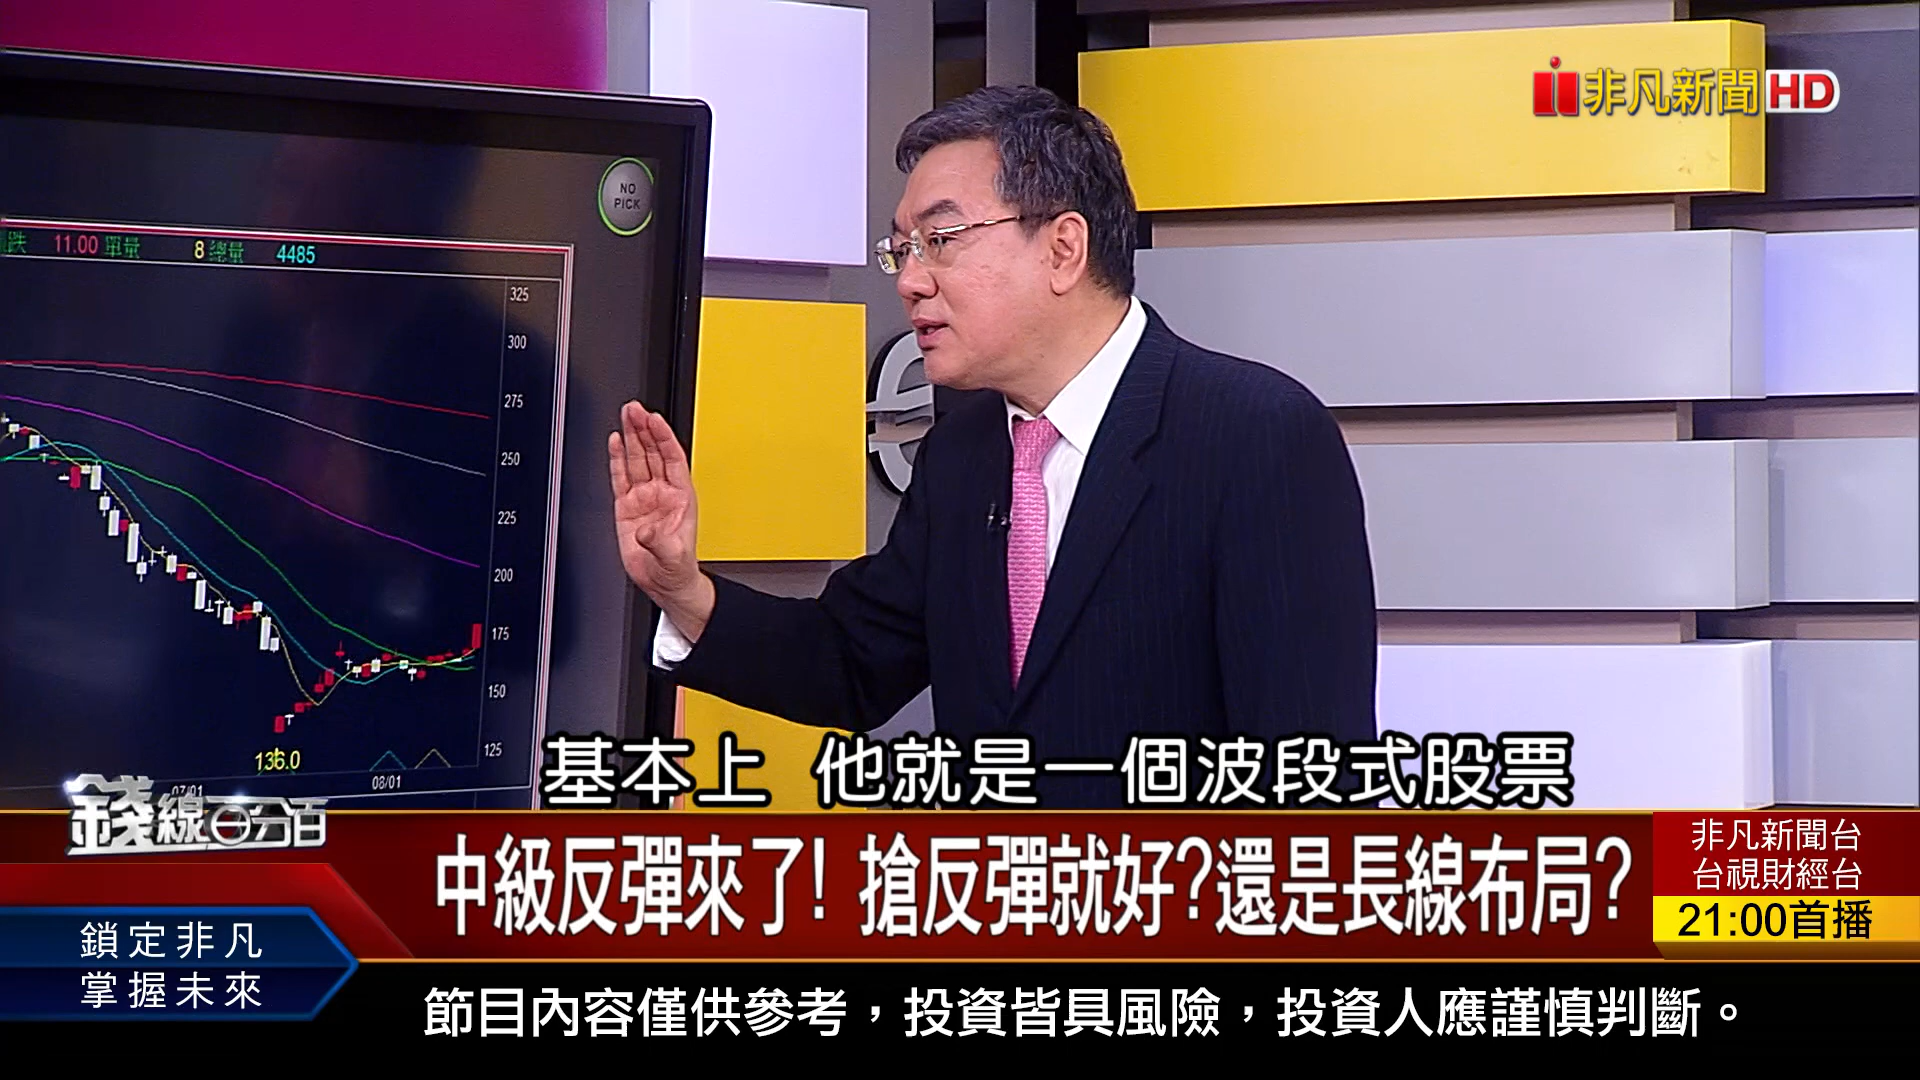 非凡新聞HD
NO
PICK
跌 11.00 單量 8 總量 4485
325
300
275
250
225
200
175
150
125
136.0
07/01
08/01
基本上 他就是一個波段式股票
錢線百分百
中級反彈來了! 搶反彈就好?還是長線布局?
非凡新聞台
台視財經台
21:00首播
鎖定非凡
掌握未來
節目內容僅供參考，投資皆具風險，投資人應謹慎判斷。